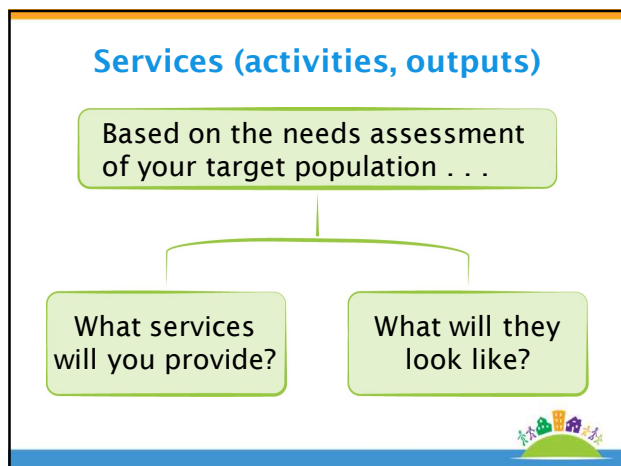 Services (activities, outputs)
Based on the needs assessment
of your target population . . .
What services
will you provide?
What will they
look like?